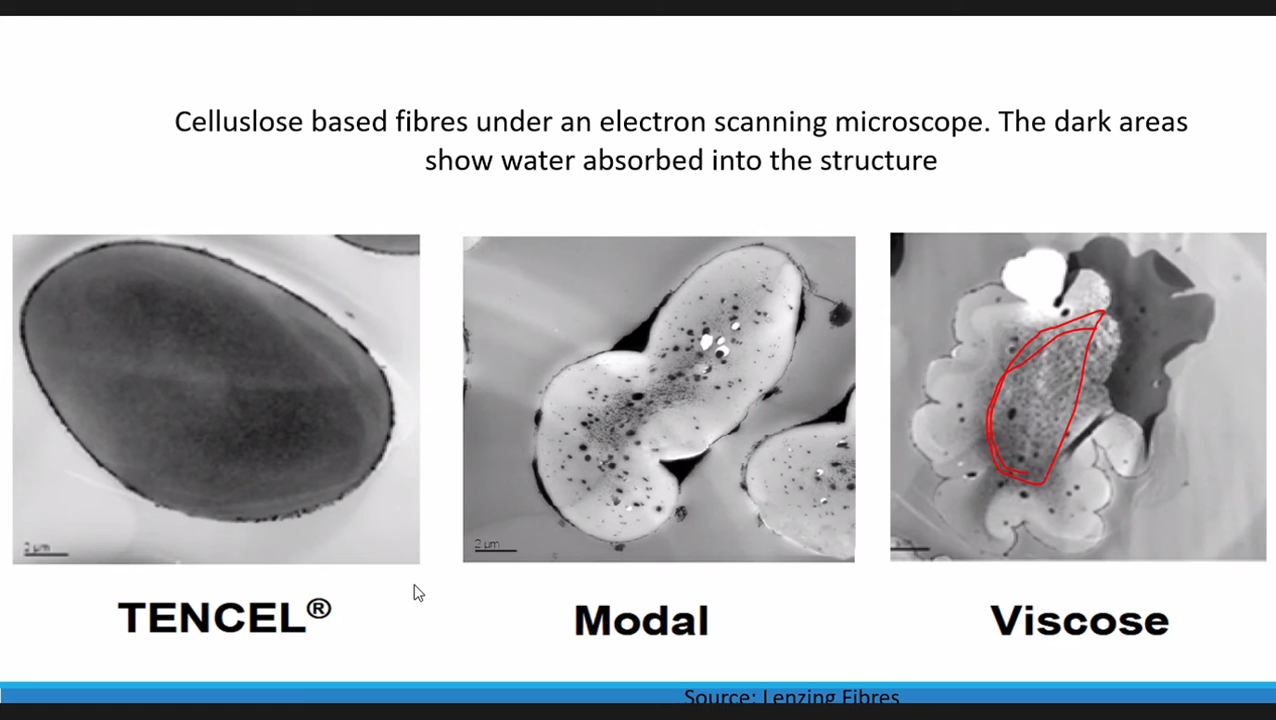 Celluslose based fibres under an electron scanning microscope. The dark areas
show water absorbed into the structure
2 µm
2 µm
TENCEL®
Modal
Viscose
Source: Lenzing Fibres